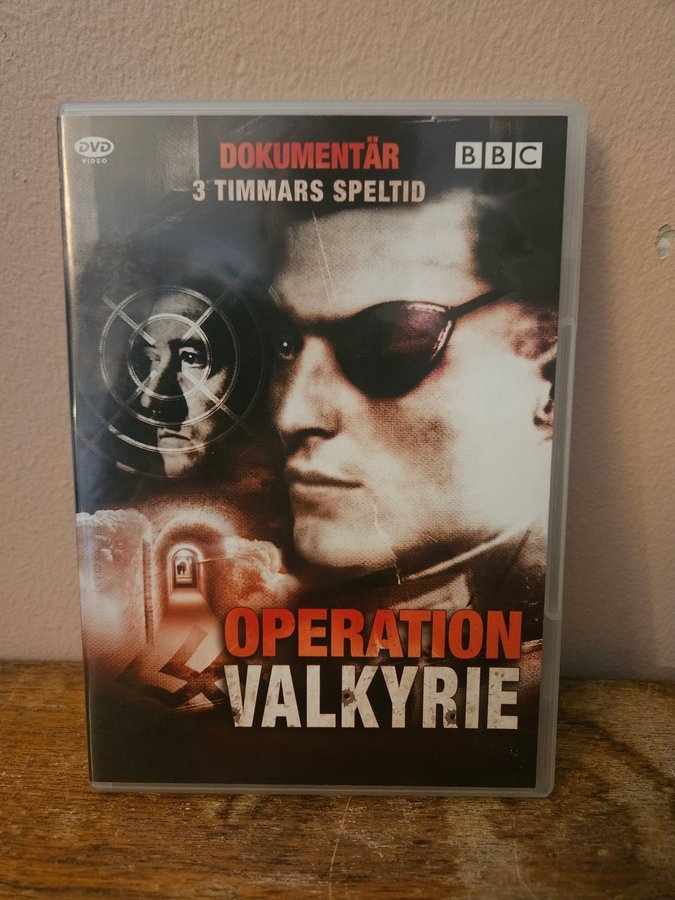 DVD
VIDEO
DOKUMENTÄR
BBC
3 TIMMARS SPELTID
OPERATION
VALKYRIE